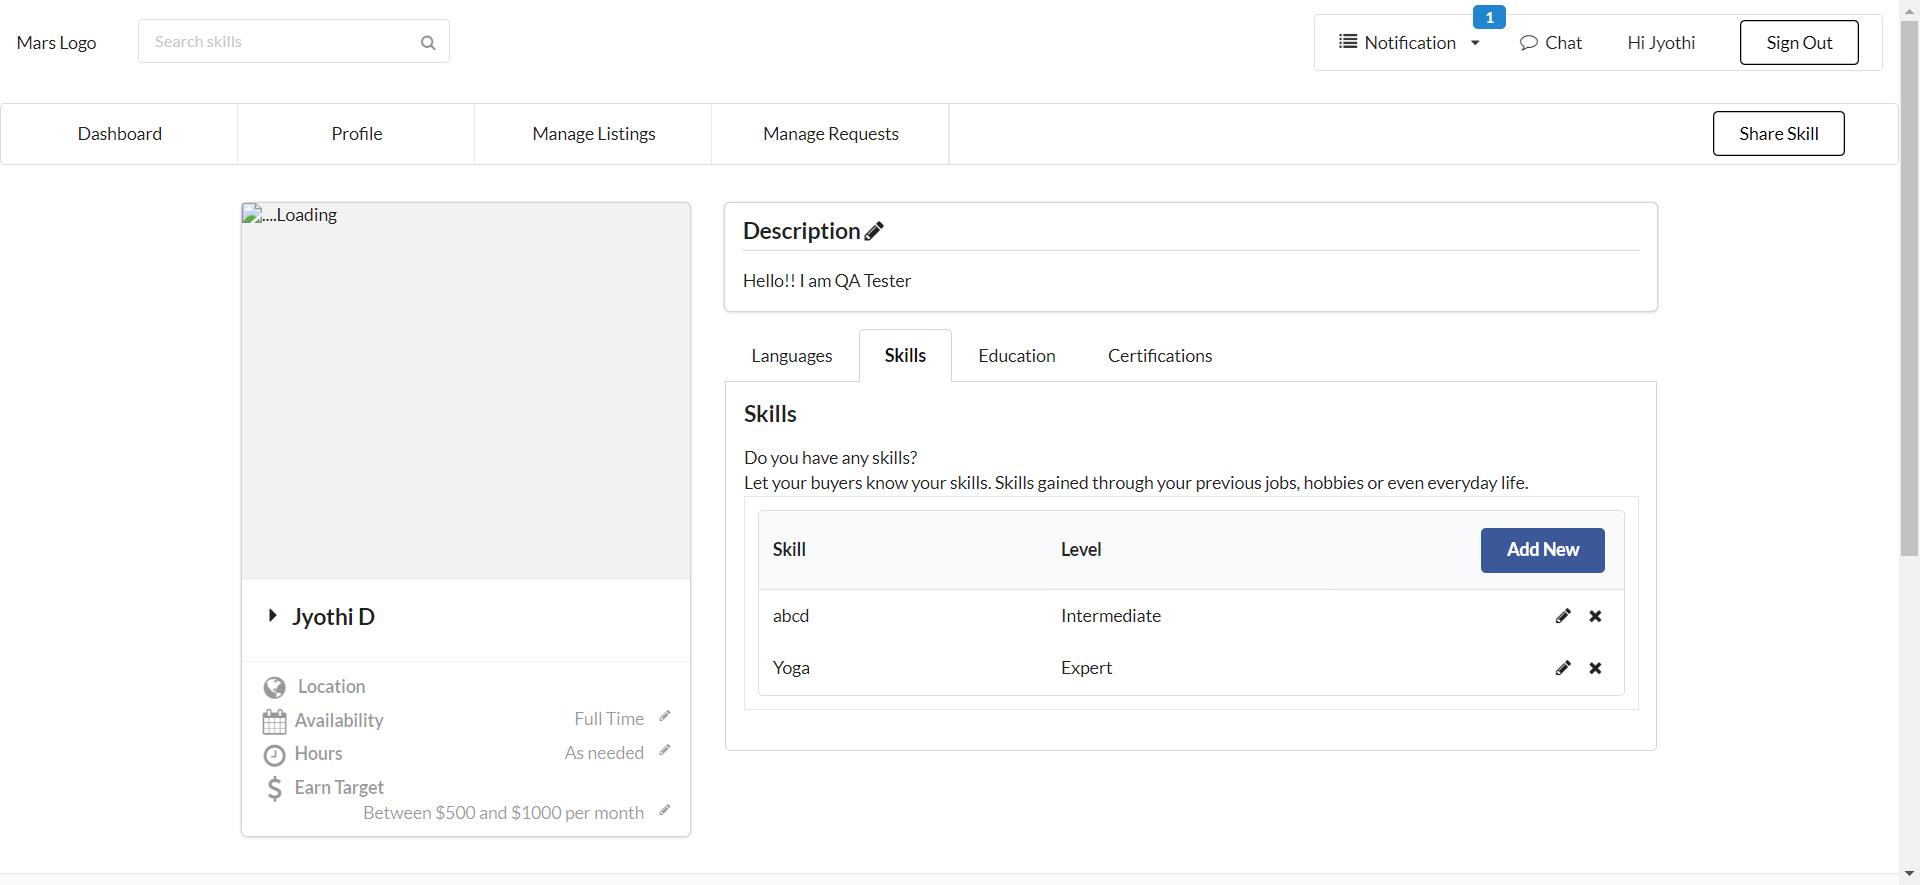 Mars Logo
Search skills
Notification
1
Chat
Hi Jyothi
Sign Out
Dashboard
Profile
Manage Listings
Manage Requests
Share Skill
....Loading
Jyothi D
Location
Availability
Full Time
Hours
As needed
Earn Target
Between $500 and $1000 per month
Description
Hello!! I am QA Tester
Languages
Skills
Education
Certifications
Skills
Do you have any skills?
Let your buyers know your skills. Skills gained through your previous jobs, hobbies or even everyday life.
Skill
Level
Add New
abcd
Intermediate
Yoga
Expert